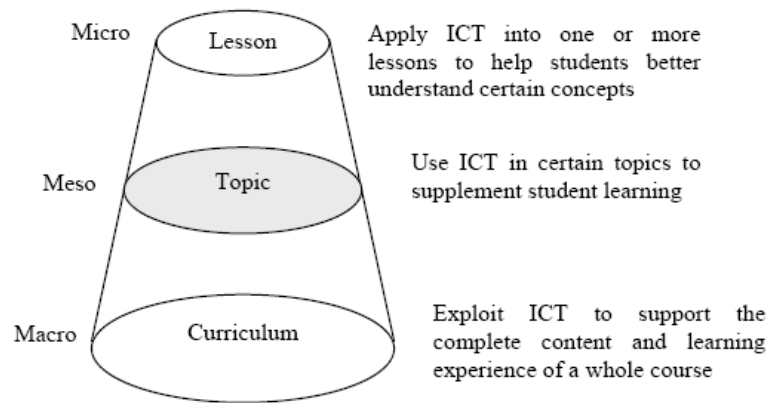 Micro
Lesson
Apply ICT into one or more
lessons to help students better
understand certain concepts
Meso
Topic
Use ICT in certain topics to
supplement student learning
Macro
Curriculum
Exploit ICT to support the
complete content and learning
experience of a whole course